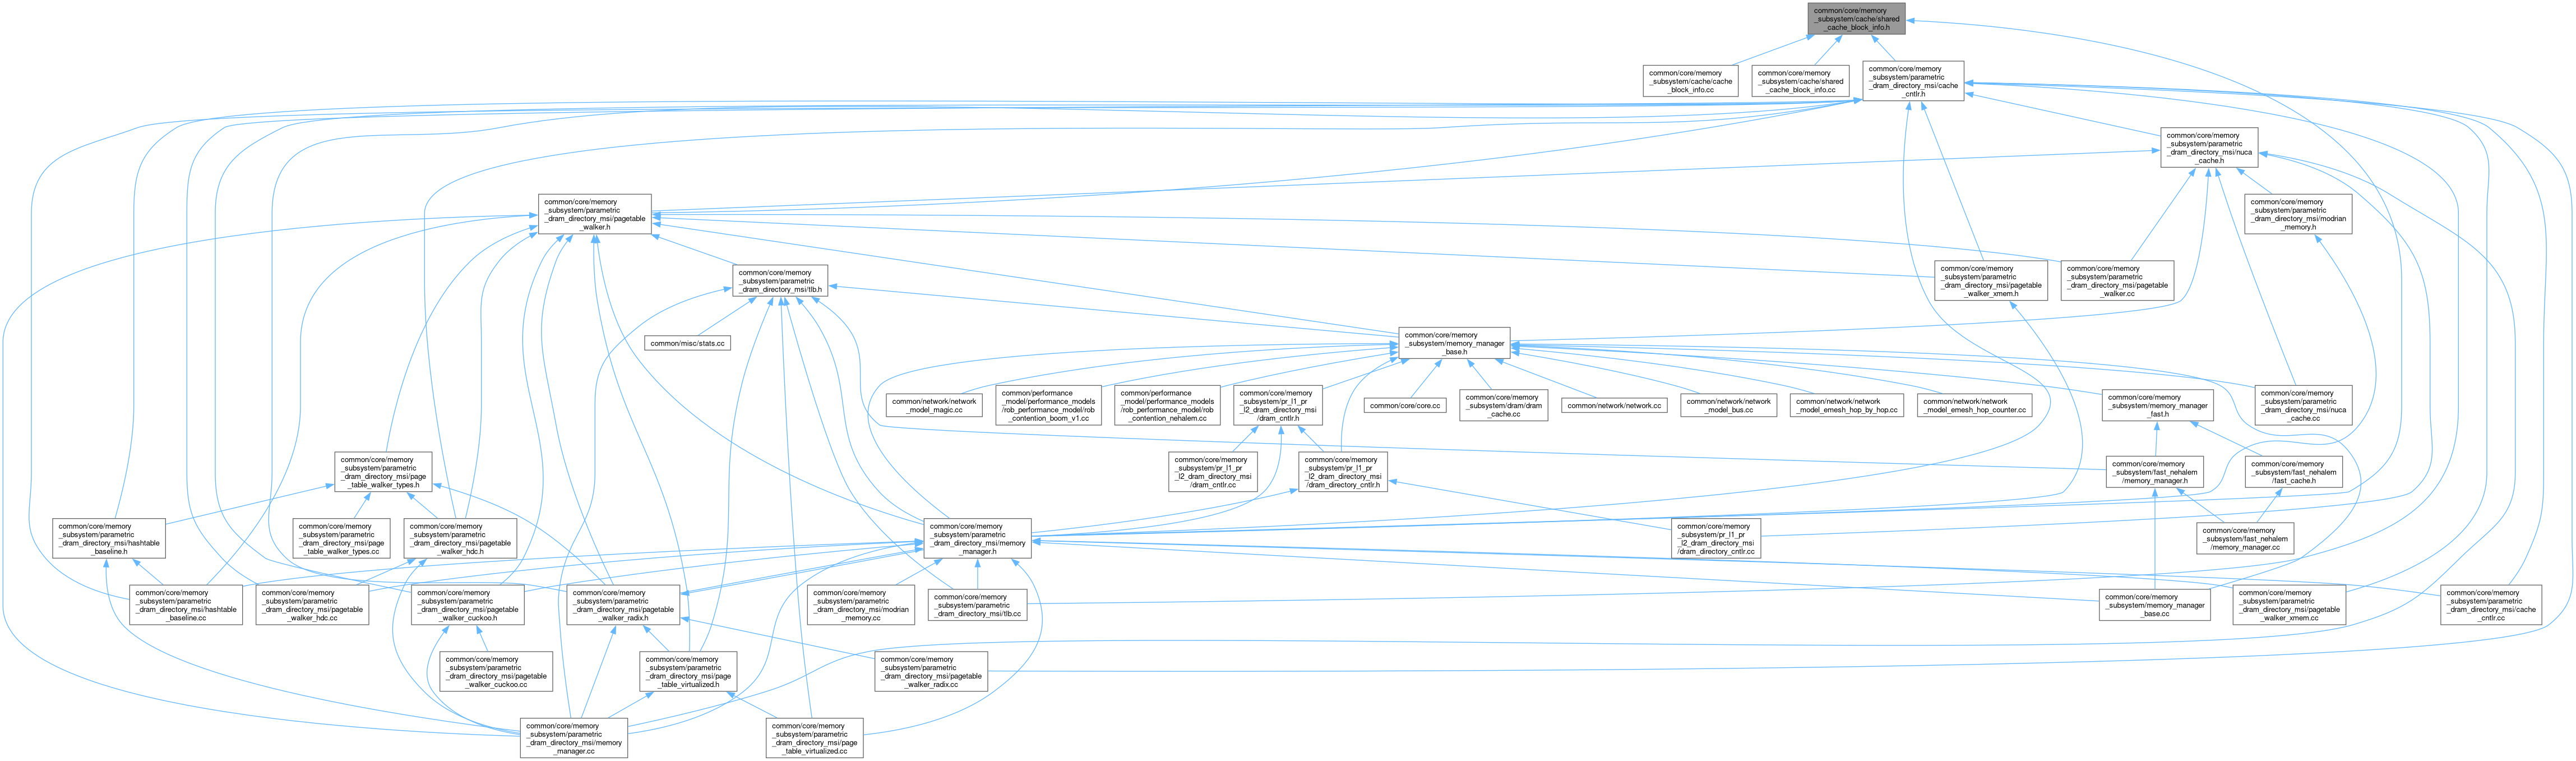 common/core/memory
_subsystem/cache/shared
_cache_block_info.h
common/core/memory
_subsystem/cache/cache
_block_info.cc
common/core/memory
_subsystem/cache/shared
_cache_block_info.cc
common/core/memory
_subsystem/parametric
_dram_directory_msi/cache
_cntlr.h
common/core/memory
_subsystem/parametric
_dram_directory_msi/nuca
_cache.h
common/core/memory
_subsystem/parametric
_dram_directory_msi/pagetable
_walker.h
common/core/memory
_subsystem/parametric
_dram_directory_msi/modrian
_memory.h
common/core/memory
_subsystem/parametric
_dram_directory_msi/tlb.h
common/core/memory
_subsystem/parametric
_dram_directory_msi/pagetable
_walker_xmem.h
common/core/memory
_subsystem/parametric
_dram_directory_msi/pagetable
_walker.cc
common/misc/stats.cc
common/core/memory
_subsystem/memory_manager
_base.h
common/network/network
_model_magic.cc
common/performance
_model/performance_models
/rob_performance_model/rob
_contention_boom_v1.cc
common/performance
_model/performance_models
/rob_performance_model/rob
_contention_nehalem.cc
common/core/memory
_subsystem/pr_l1_pr
_l2_dram_directory_msi
/dram_cntlr.h
common/core/core.cc
common/core/memory
_subsystem/dram/dram
_cache.cc
common/network/network.cc
common/network/network
_model_bus.cc
common/network/network
_model_emesh_hop_by_hop.cc
common/network/network
_model_emesh_hop_counter.cc
common/core/memory
_subsystem/memory_manager
_fast.h
common/core/memory
_subsystem/parametric
_dram_directory_msi/nuca
_cache.cc
common/core/memory
_subsystem/parametric
_dram_directory_msi/page
_table_walker_types.h
common/core/memory
_subsystem/pr_l1_pr
_l2_dram_directory_msi
/dram_cntlr.cc
common/core/memory
_subsystem/pr_l1_pr
_l2_dram_directory_msi
/dram_directory_cntlr.h
common/core/memory
_subsystem/fast_nehalem
/memory_manager.h
common/core/memory
_subsystem/fast_nehalem
/fast_cache.h
common/core/memory
_subsystem/parametric
_dram_directory_msi/hashtable
_baseline.h
common/core/memory
_subsystem/parametric
_dram_directory_msi/page
_table_walker_types.cc
common/core/memory
_subsystem/parametric
_dram_directory_msi/pagetable
_walker_hdc.h
common/core/memory
_subsystem/parametric
_dram_directory_msi/memory
_manager.h
common/core/memory
_subsystem/pr_l1_pr
_l2_dram_directory_msi
/dram_directory_cntlr.cc
common/core/memory
_subsystem/fast_nehalem
/memory_manager.cc
common/core/memory
_subsystem/parametric
_dram_directory_msi/hashtable
_baseline.cc
common/core/memory
_subsystem/parametric
_dram_directory_msi/pagetable
_walker_hdc.cc
common/core/memory
_subsystem/parametric
_dram_directory_msi/pagetable
_walker_cuckoo.h
common/core/memory
_subsystem/parametric
_dram_directory_msi/pagetable
_walker_radix.h
common/core/memory
_subsystem/parametric
_dram_directory_msi/modrian
_memory.cc
common/core/memory
_subsystem/parametric
_dram_directory_msi/tlb.cc
common/core/memory
_subsystem/memory_manager
_base.cc
common/core/memory
_subsystem/parametric
_dram_directory_msi/pagetable
_walker_xmem.cc
common/core/memory
_subsystem/parametric
_dram_directory_msi/cache
_cntlr.cc
common/core/memory
_subsystem/parametric
_dram_directory_msi/pagetable
_walker_cuckoo.cc
common/core/memory
_subsystem/parametric
_dram_directory_msi/page
_table_virtualized.h
common/core/memory
_subsystem/parametric
_dram_directory_msi/pagetable
_walker_radix.cc
common/core/memory
_subsystem/parametric
_dram_directory_msi/memory
_manager.cc
common/core/memory
_subsystem/parametric
_dram_directory_msi/page
_table_virtualized.cc